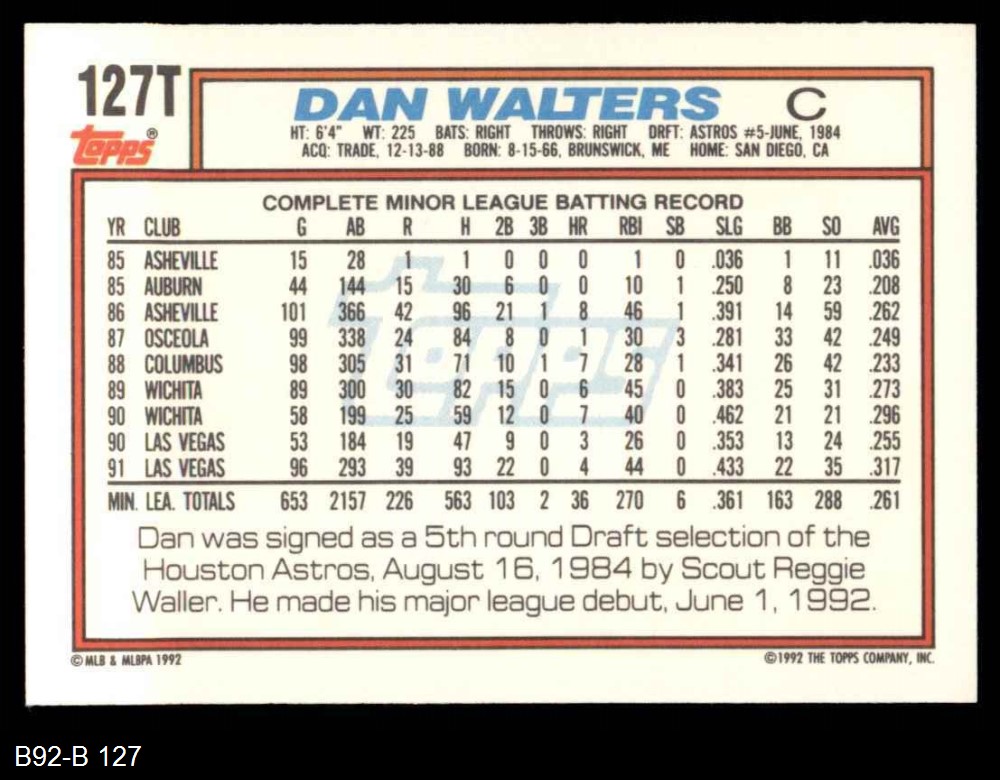 127T
DAN WALTERS C
topps®
HT: 6'4" WT: 225 BATS: RIGHT THROWS: RIGHT DRFT: ASTROS #5-JUNE, 1984
ACQ: TRADE, 12-13-88 BORN: 8-15-66, BRUNSWICK, ME HOME: SAN DIEGO, CA
COMPLETE MINOR LEAGUE BATTING RECORD
YR CLUB G AB R H 2B 3B HR RBI SB SLG BB SO AVG
85 ASHEVILLE 15 28 1 1 0 0 0 1 0 .036 1 11 .036
85 AUBURN 44 144 15 30 6 0 0 10 1 .250 8 23 .208
86 ASHEVILLE 101 366 42 96 21 1 8 46 1 .391 14 59 .262
87 OSCEOLA 99 338 24 84 8 0 1 30 3 .281 33 42 .249
88 COLUMBUS 98 305 31 71 10 1 7 28 1 .341 26 42 .233
89 WICHITA 89 300 30 82 15 0 6 45 0 .383 25 31 .273
90 WICHITA 58 199 25 59 12 0 7 40 0 .462 21 21 .296
90 LAS VEGAS 53 184 19 47 9 0 3 26 0 .353 13 24 .255
91 LAS VEGAS 96 293 39 93 22 0 4 44 0 .433 22 35 .317
MIN. LEA. TOTALS 653 2157 226 563 103 2 36 270 6 .361 163 288 .261
topps
Dan was signed as a 5th round Draft selection of the
Houston Astros, August 16, 1984 by Scout Reggie
Waller. He made his major league debut, June 1, 1992.
© MLB & MLBPA 1992
©1992 THE TOPPS COMPANY, INC.
B92-B 127